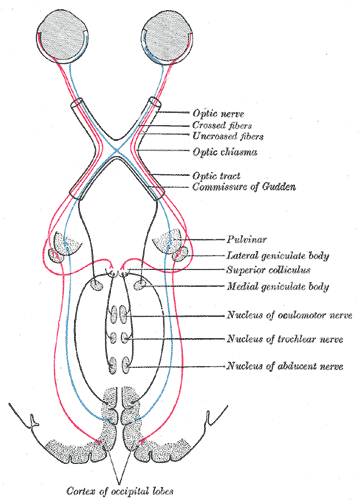 Optic nerve
Crossed fibers
Uncrossed fibers
Optic chiasma
Optic tract
Commissure of Gudden
Pulvinar
Lateral geniculate body
Superior colliculus
Medial geniculate body
Nucleus of oculomotor nerve
Nucleus of trochlear nerve
Nucleus of abducent nerve
Cortex of occipital lobes